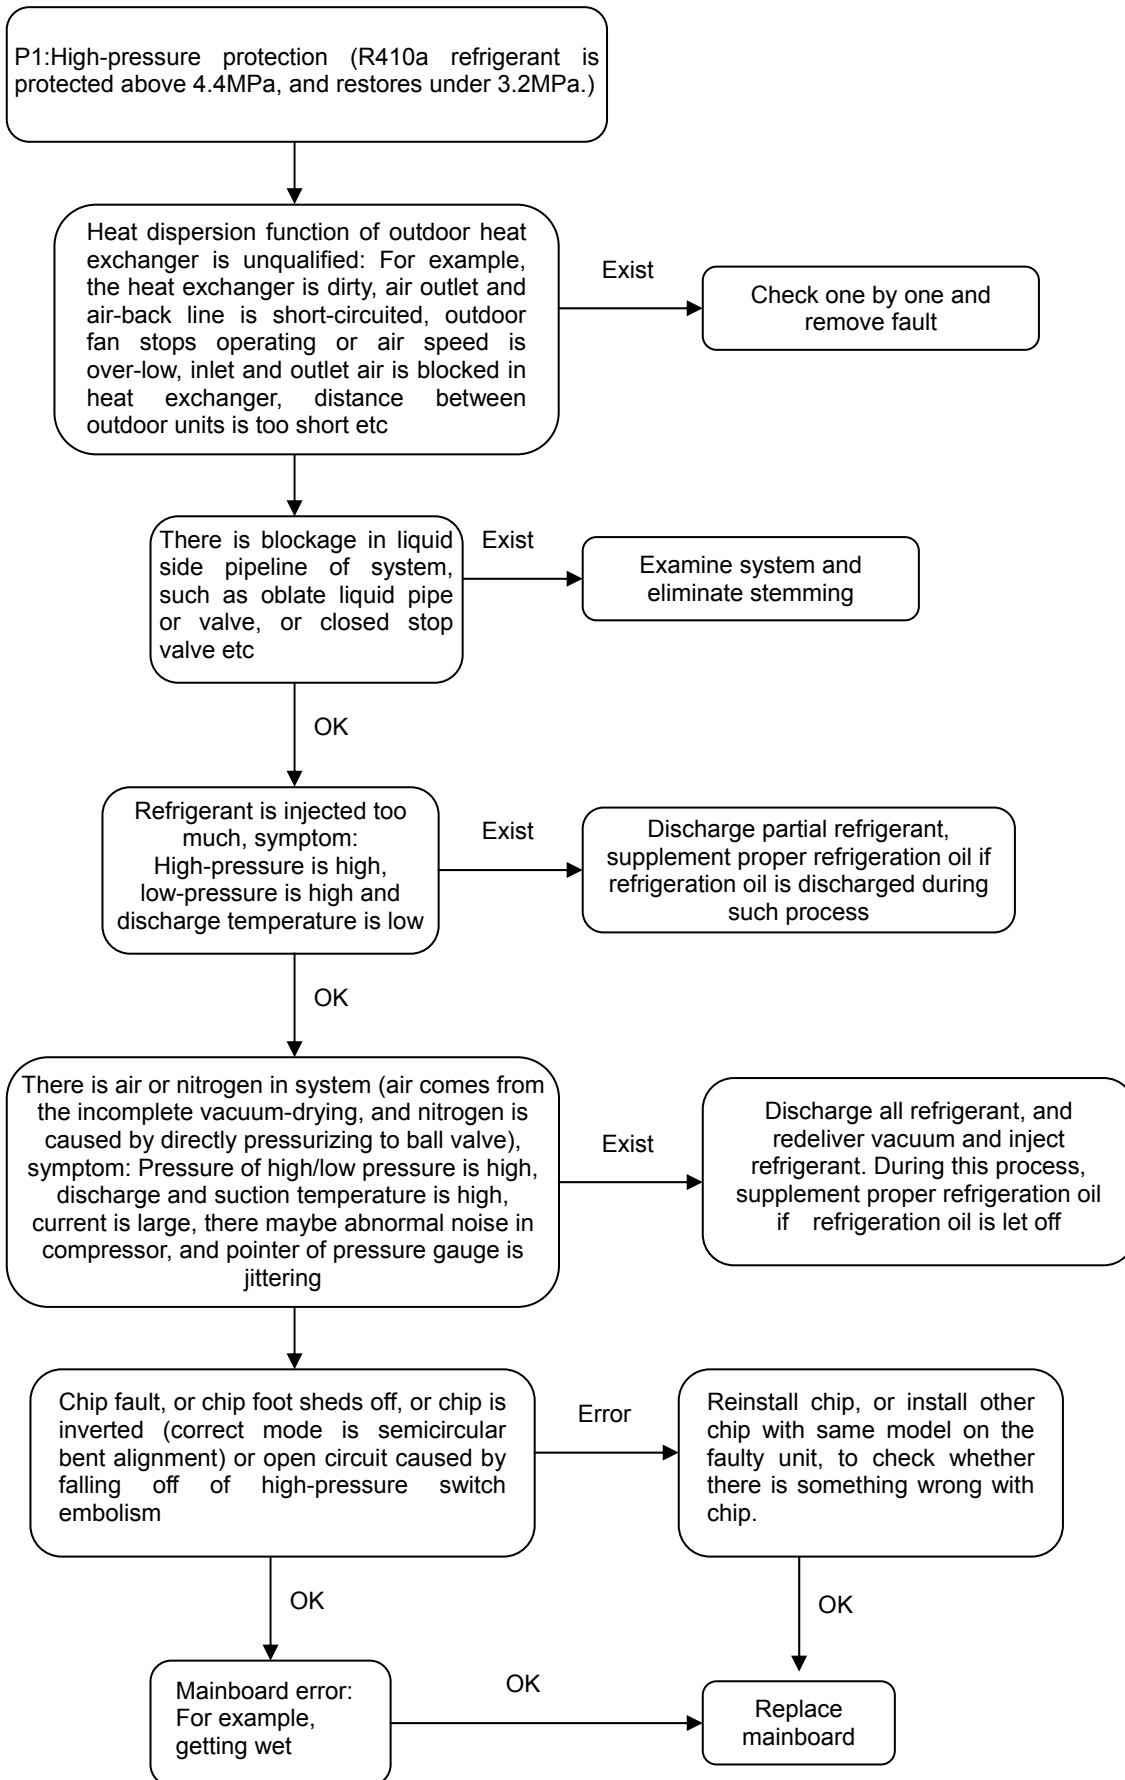 P1:High-pressure protection (R410a refrigerant is
protected above 4.4MPa, and restores under 3.2MPa.)
Heat dispersion function of outdoor heat
exchanger is unqualified: For example,
the heat exchanger is dirty, air outlet and
air-back line is short-circuited, outdoor
fan stops operating or air speed is
over-low, inlet and outlet air is blocked in
heat exchanger, distance between
outdoor units is too short etc
Exist
Check one by one and
remove fault
There is blockage in liquid
side pipeline of system,
such as oblate liquid pipe
or valve, or closed stop
valve etc
Exist
Examine system and
eliminate stemming
OK
Refrigerant is injected too
much, symptom:
High-pressure is high,
low-pressure is high and
discharge temperature is low
Exist
Discharge partial refrigerant,
supplement proper refrigeration oil if
refrigeration oil is discharged during
such process
OK
There is air or nitrogen in system (air comes from
the incomplete vacuum-drying, and nitrogen is
caused by directly pressurizing to ball valve),
symptom: Pressure of high/low pressure is high,
discharge and suction temperature is high,
current is large, there maybe abnormal noise in
compressor, and pointer of pressure gauge is
jittering
Exist
Discharge all refrigerant, and
redeliver vacuum and inject
refrigerant. During this process,
supplement proper refrigeration oil
if refrigeration oil is let off
Chip fault, or chip foot sheds off, or chip is
inverted (correct mode is semicircular
bent alignment) or open circuit caused by
falling off of high-pressure switch
embolism
Error
Reinstall chip, or install other
chip with same model on the
faulty unit, to check whether
there is something wrong with
chip.
OK
OK
Mainboard error:
For example,
getting wet
OK
Replace
mainboard